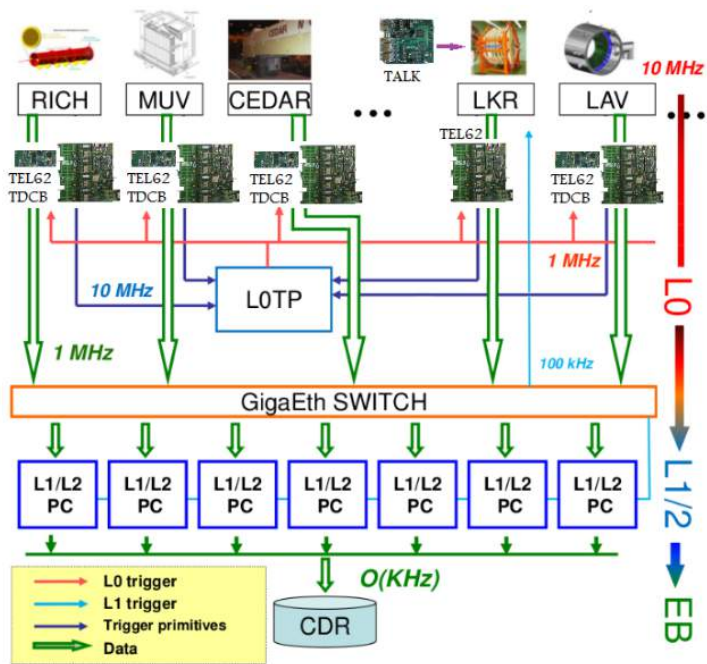 TALK
10 MHz
RICH
MUV
CEDAR
...
LKR
LAV
....
TEL62
TDCB
TEL62
TDCB
TEL62
TDCB
TEL62
TEL62
TDCB
1 MHz
10 MHz
L0TP
L0
1 MHz
100 kHz
GigaEth SWITCH
L1/L2
PC
L1/L2
PC
L1/L2
PC
L1/L2
PC
L1/L2
PC
L1/L2
PC
L1/L2
PC
L1/2
L0 trigger
L1 trigger
Trigger primitives
Data
O(KHz)
CDR
EB